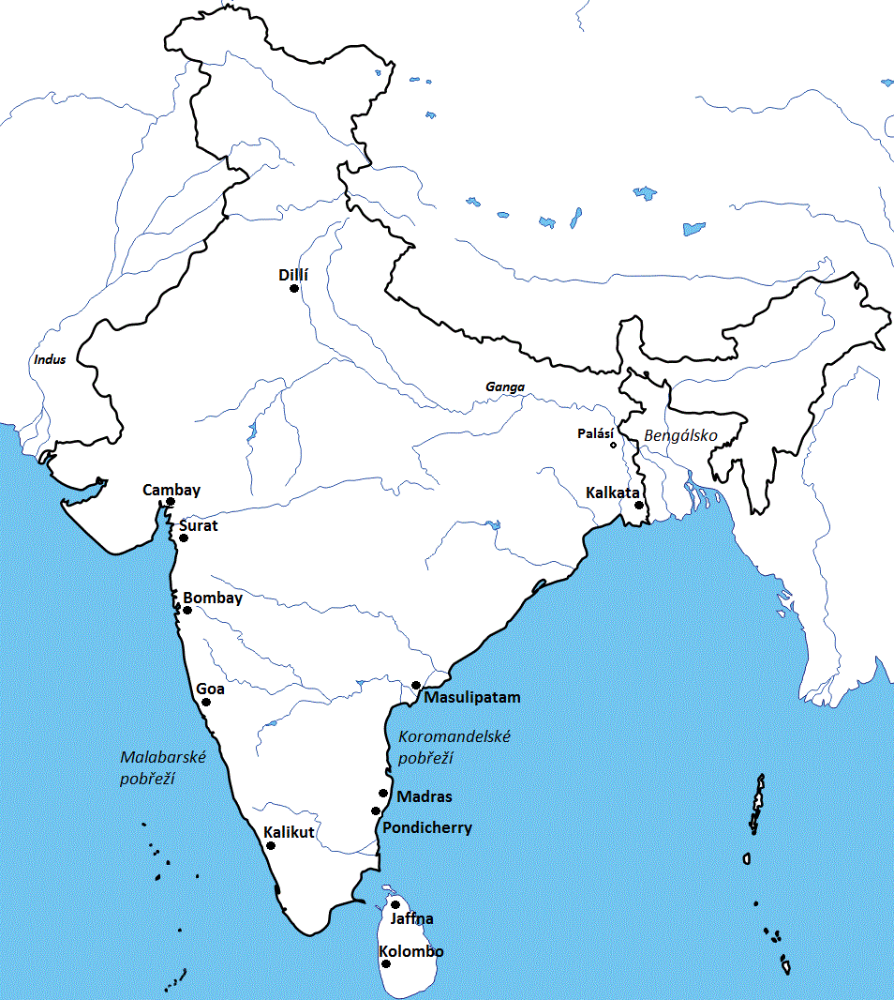 Dillí
Indus
Ganga
Palásí
Bengálsko
Cambay
Kalkata
Surat
Bombay
Goa
Masulipatam
Koromandelské
pobřeží
Malabarské
pobřeží
Madras
Pondicherry
Kalikut
Jaffna
Kolombo